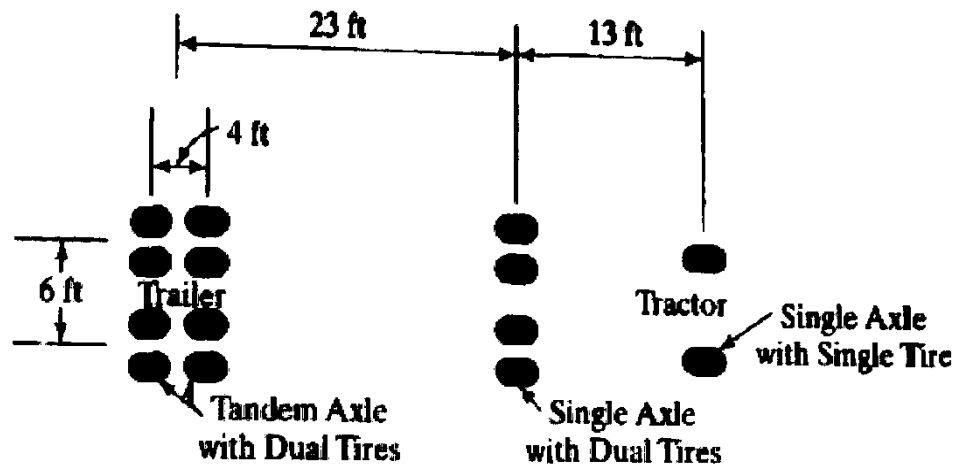 23 ft
13 ft
4 ft
6 ft
Trailer
Tractor
Single Axle
with Single Tire
Tandem Axle
with Dual Tires
Single Axle
with Dual Tires